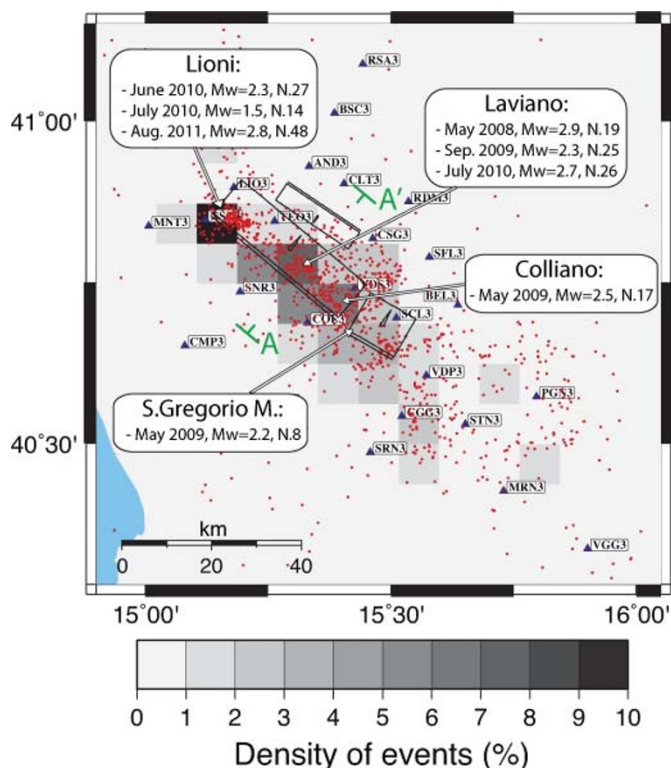 RSA3
Lioni:
- June 2010, Mw=2.3, N.27
- July 2010, Mw=1.5, N.14
- Aug. 2011, Mw=2.8, N.48
BSC3
41°00'
Laviano:
- May 2008, Mw=2.9, N.19
- Sep. 2009, Mw=2.3, N.25
- July 2010, Mw=2.7, N.26
AND3
CLT3
LIO3
A'
RDM3
MNT3
TEO3
CSG3
SFL3
Colliano:
- May 2009, Mw=2.5, N.17
SNR3
BEL3
COL3
SCL3
CMP3
A
VDP3
S.Gregorio M.:
- May 2009, Mw=2.2, N.8
PGN3
CGG3
STN3
40°30'
SRN3
MRN3
km
0 20 40
VGG3
15°00' 15°30' 16°00'
0 1 2 3 4 5 6 7 8 9 10
Density of events (%)